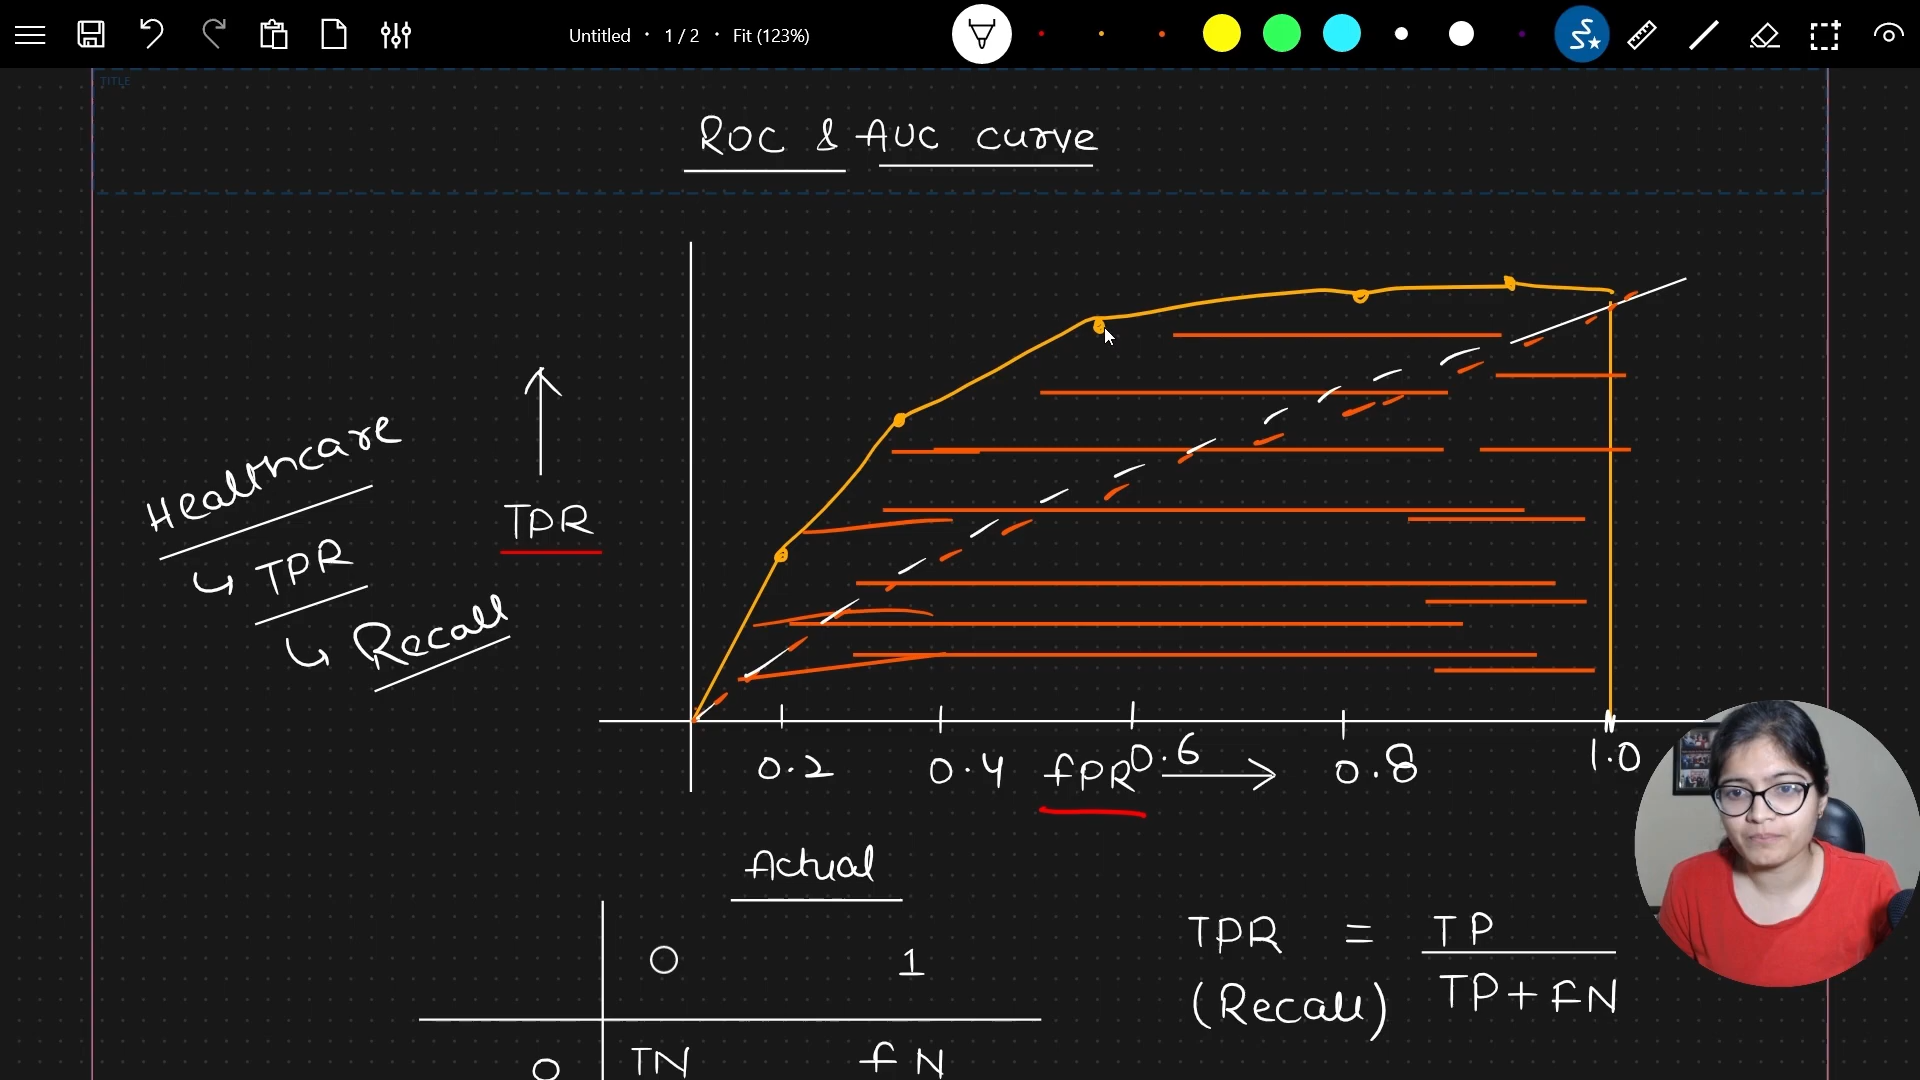 Untitled · 1 / 2 · Fit (123%)
TITLE
ROC & AUC curve
Healthcare
↳ TPR
↳ Recall
TPR
0.2 0.4 fPR 0.6 0.8 1.0
Actual
0 1
0 TN fN
TPR = TP
(Recall) TP+fN